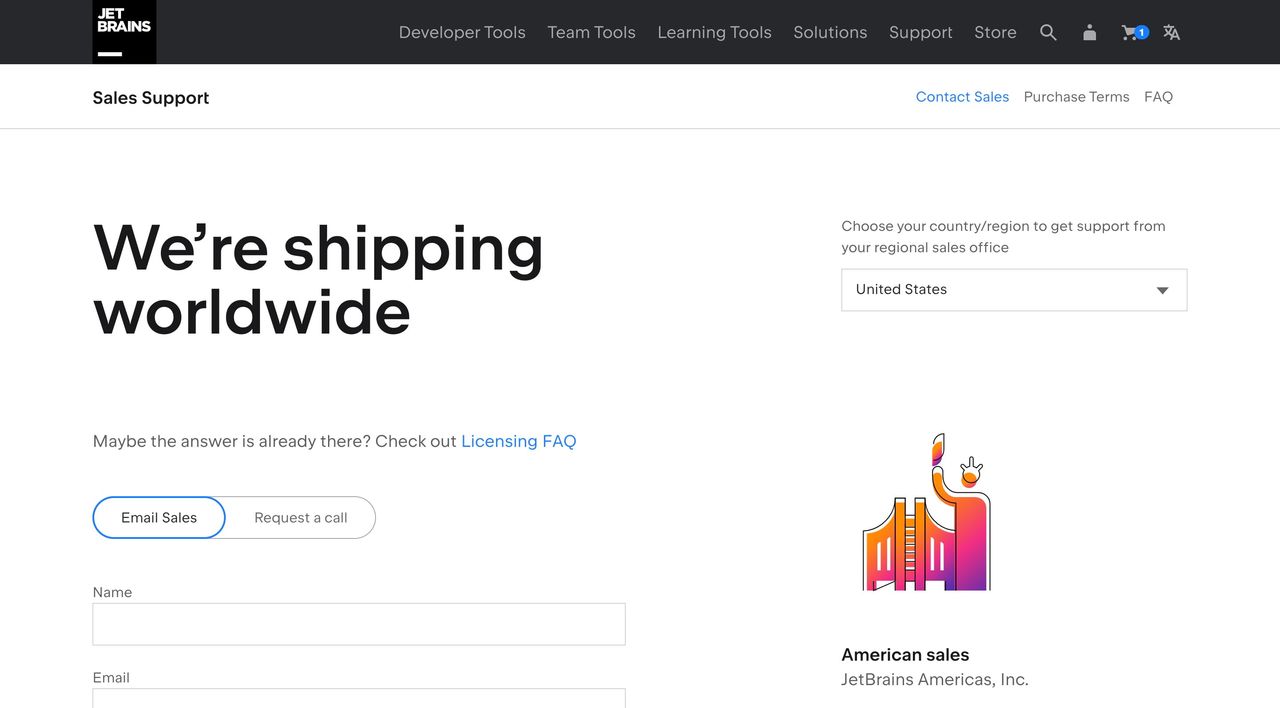 JET
BRAINS
Developer Tools
Team Tools
Learning Tools
Solutions
Support
Store
1
Sales Support
Contact Sales
Purchase Terms
FAQ
We’re shipping
worldwide
Choose your country/region to get support from
your regional sales office
United States
Maybe the answer is already there? Check out Licensing FAQ
Email Sales
Request a call
Name
Email
American sales
JetBrains Americas, Inc.